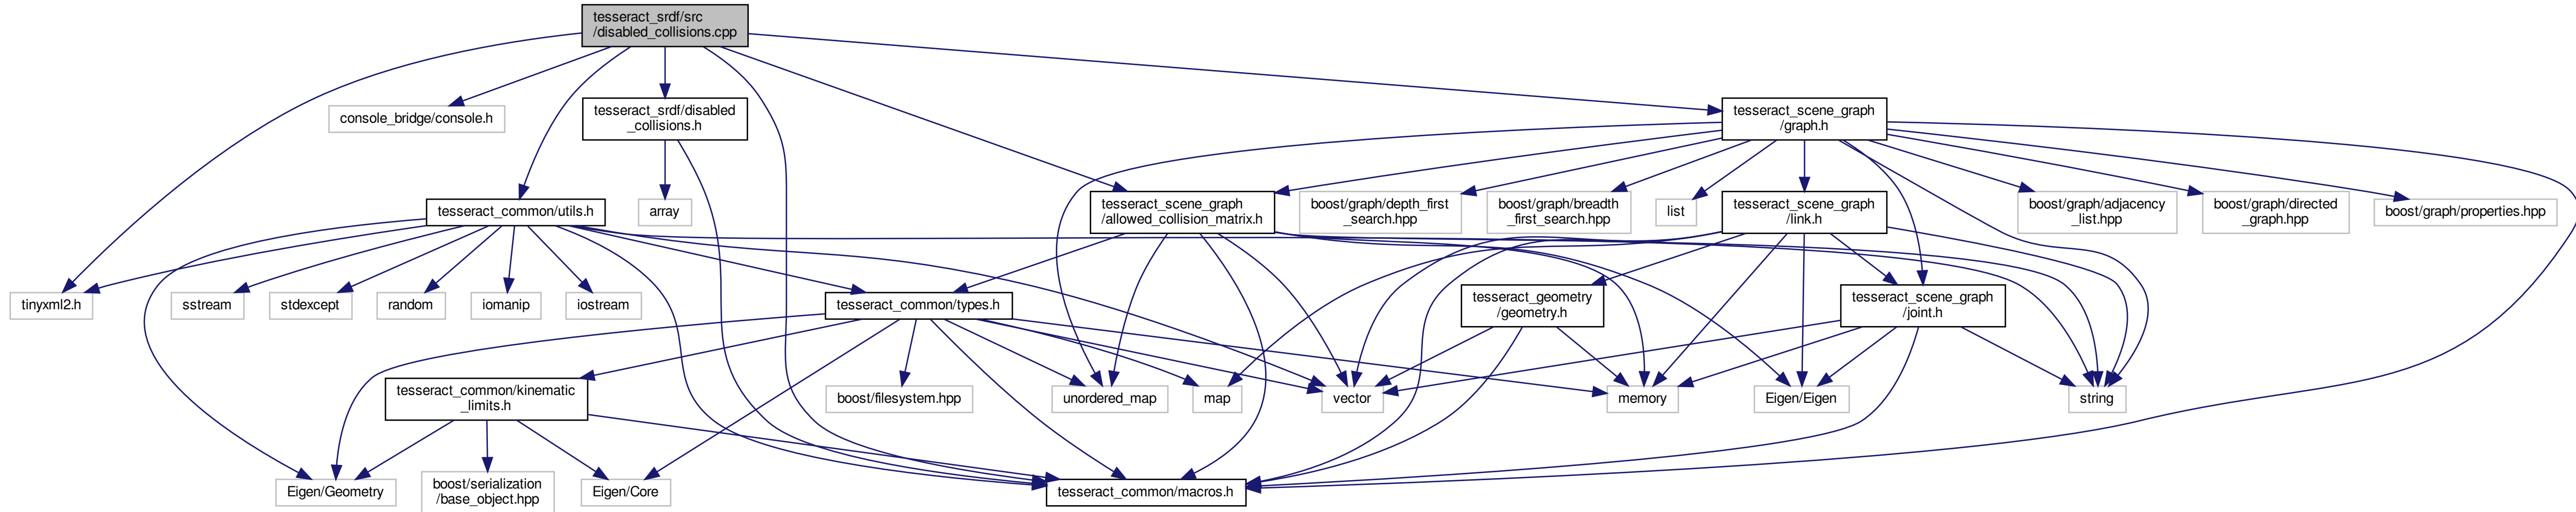 tesseract_srdf/src
/disabled_collisions.cpp
console_bridge/console.h
tesseract_srdf/disabled
_collisions.h
tesseract_scene_graph
/graph.h
tesseract_common/utils.h
array
tesseract_scene_graph
/allowed_collision_matrix.h
boost/graph/depth_first
_search.hpp
boost/graph/breadth
_first_search.hpp
list
tesseract_scene_graph
/link.h
boost/graph/adjacency
_list.hpp
boost/graph/directed
_graph.hpp
boost/graph/properties.hpp
tinyxml2.h
sstream
stdexcept
random
iomanip
iostream
tesseract_common/types.h
tesseract_geometry
/geometry.h
tesseract_scene_graph
/joint.h
tesseract_common/kinematic
_limits.h
boost/filesystem.hpp
unordered_map
map
vector
memory
Eigen/Eigen
string
Eigen/Geometry
boost/serialization
/base_object.hpp
Eigen/Core
tesseract_common/macros.h